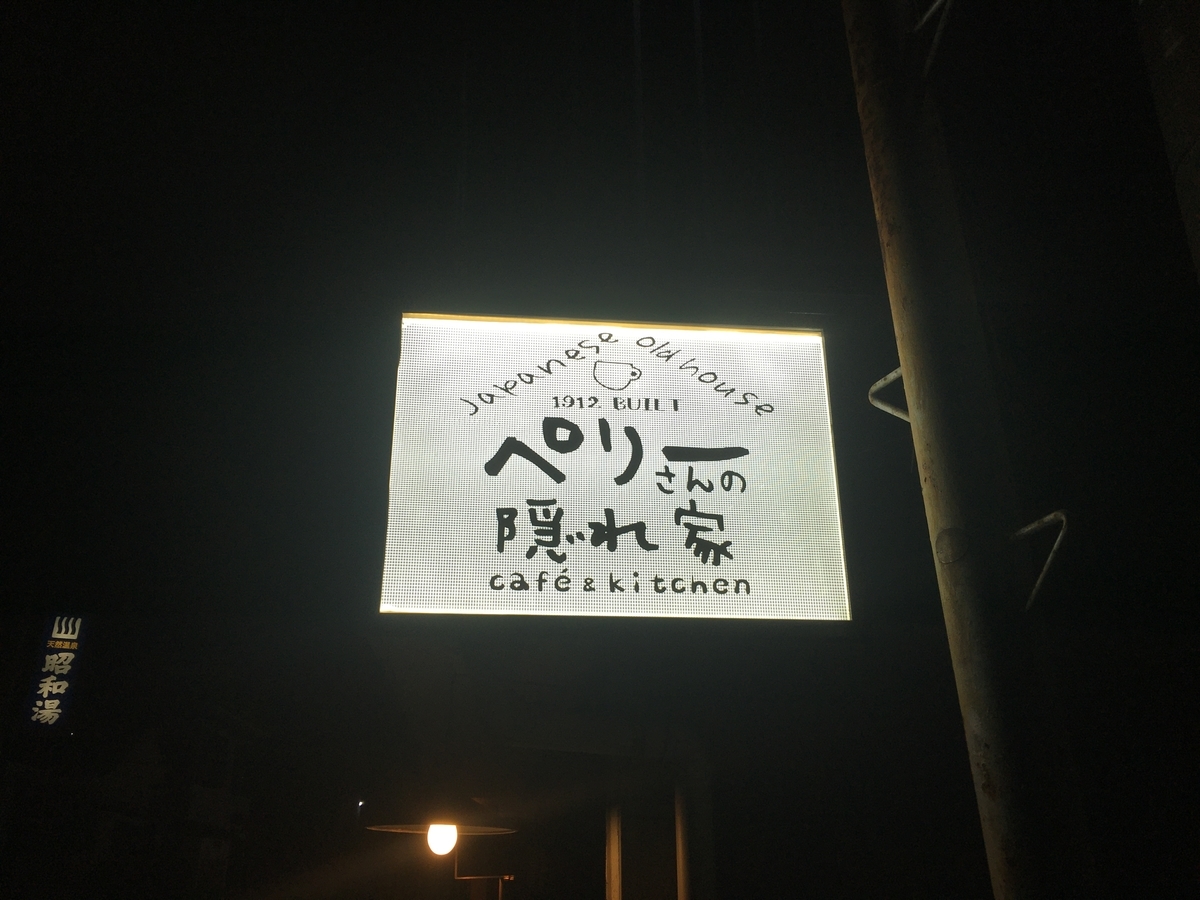 Japanese old house
1912. BUILT
ペリー
さんの
隠れ家
café & kitchen
天然温泉
昭和湯